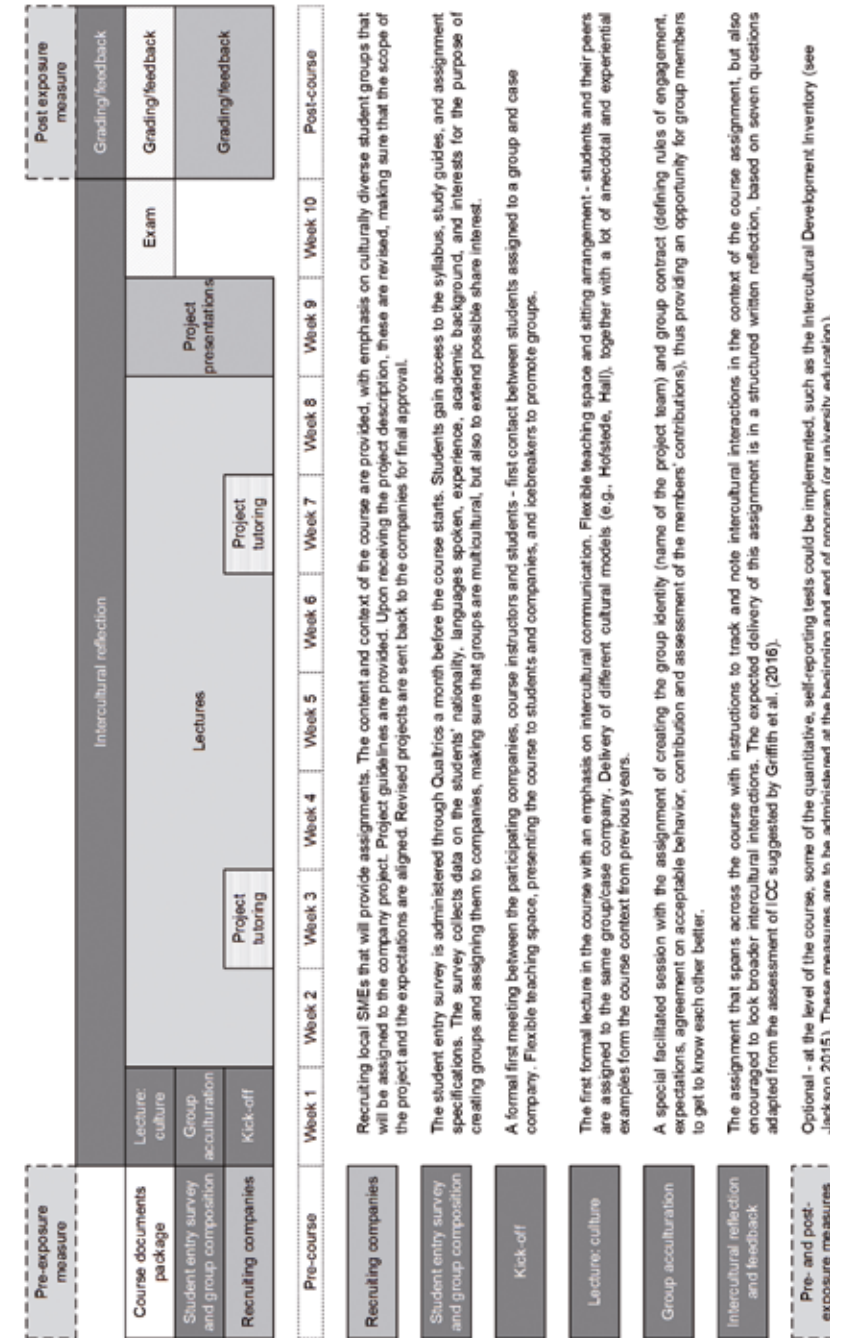 Pre-exposure
measure
Post exposure
measure
Intercultural reflection
Grading/feedback
Course documents
package
Lecture:
culture
Lectures
Project
presentations
Exam
Grading/feedback
Student entry survey
and group composition
Group
acculturation
Grading/feedback
Recruiting companies
Kick-off
Project
tutoring
Project
tutoring
Pre-course
Week 1
Week 2
Week 3
Week 4
Week 5
Week 6
Week 7
Week 8
Week 9
Week 10
Post-course
Recruiting companies
Recruiting local SMEs that will provide assignments. The content and context of the course are provided, with emphasis on culturally diverse student groups that
will be assigned to the company project. Project guidelines are provided. Upon receiving the project description, these are revised, making sure that the scope of
the project and the expectations are aligned. Revised projects are sent back to the companies for final approval.
Student entry survey
and group composition
The student entry survey is administered through Qualtrics a month before the course starts. Students gain access to the syllabus, study guides, and assignment
specifications. The survey collects data on the students' nationality, languages spoken, experience, academic background, and interests for the purpose of
creating groups and assigning them to companies, making sure that groups are multicultural, but also to extend possible share interest.
Kick-off
A formal first meeting between the participating companies, course instructors and students - first contact between students assigned to a group and case
company. Flexible teaching space, presenting the course to students and companies, and icebreakers to promote groups.
Lecture: culture
The first formal lecture in the course with an emphasis on intercultural communication. Flexible teaching space and sitting arrangement - students and their peers
are assigned to the same group/case company. Delivery of different cultural models (e.g., Hofstede, Hall), together with a lot of anecdotal and experiential
examples form the course context from previous years.
Group acculturation
A special facilitated session with the assignment of creating the group identity (name of the project team) and group contract (defining rules of engagement,
expectations, agreement on acceptable behavior, contribution and assessment of the members' contributions), thus providing an opportunity for group members
to get to know each other better.
Intercultural reflection
and feedback
The assignment that spans across the course with instructions to track and note intercultural interactions in the context of the course assignment, but also
encouraged to look broader intercultural interactions. The expected delivery of this assignment is in a structured written reflection, based on seven questions
adapted from the assessment of ICC suggested by Griffith et al. (2016).
Pre- and post-
exposure measures
Optional - at the level of the course, some of the quantitative, self-reporting tests could be implemented, such as the Intercultural Development Inventory (see
Jackson 2015). These measures are to be administered at the beginning and end of program (or university education)